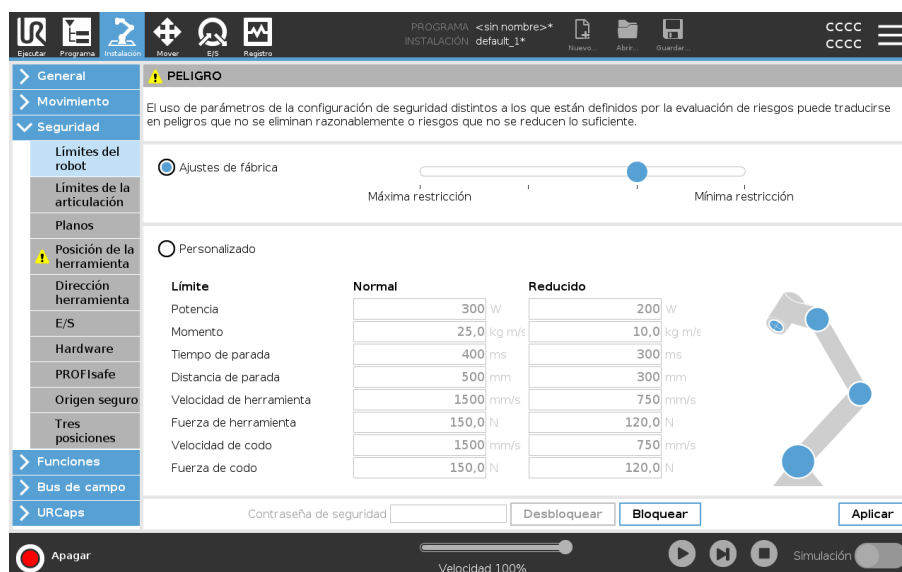 PROGRAMA <sin nombre>*
INSTALACIÓN default_1*
CCCC
CCCC
Ejecutar Programa Instalación Mover E/S Registro Nuevo... Abrir... Guardar...
General
Movimiento
Seguridad
Límites del
robot
Límites de la
articulación
Planos
Posición de la
herramienta
Dirección
herramienta
E/S
Hardware
PROFIsafe
Origen seguro
Tres
posiciones
Funciones
Bus de campo
URCaps
PELIGRO
El uso de parámetros de la configuración de seguridad distintos a los que están definidos por la evaluación de riesgos puede traducirse
en peligros que no se eliminan razonablemente o riesgos que no se reducen lo suficiente.
Ajustes de fábrica
Máxima restricción Mínima restricción
Personalizado
Límite Normal Reducido
Potencia 300 W 200 W
Momento 25,0 kg m/s 10,0 kg m/s
Tiempo de parada 400 ms 300 ms
Distancia de parada 500 mm 300 mm
Velocidad de herramienta 1500 mm/s 750 mm/s
Fuerza de herramienta 150,0 N 120,0 N
Velocidad de codo 1500 mm/s 750 mm/s
Fuerza de codo 150,0 N 120,0 N
Contraseña de seguridad Desbloquear Bloquear Aplicar
Apagar Velocidad 100% Simulación